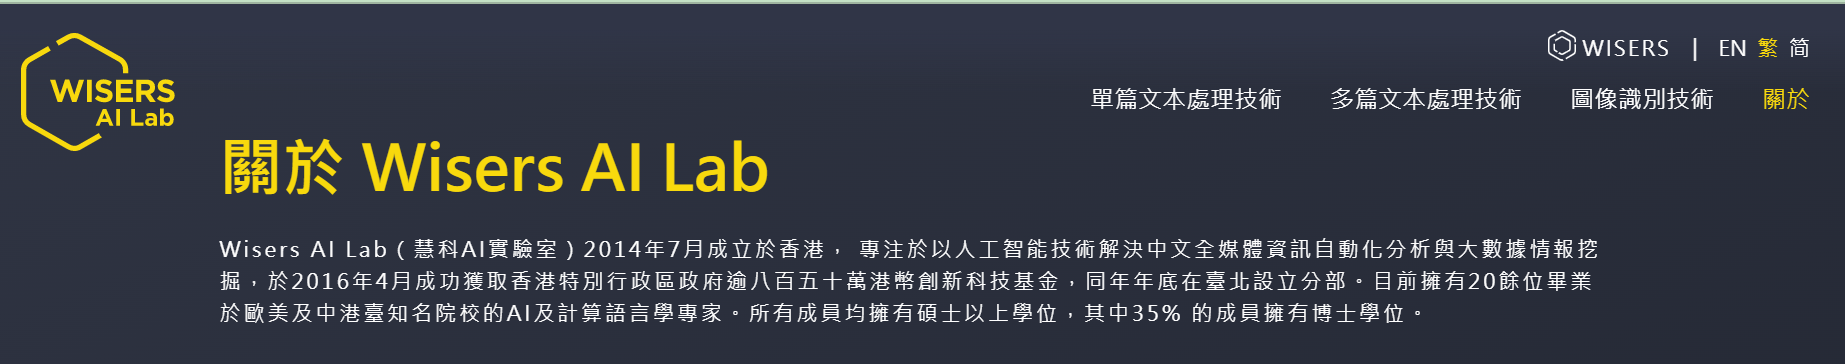 WISERS
AI Lab
WISERS | EN 繁 简
單篇文本處理技術 多篇文本處理技術 圖像識別技術 關於
關於 Wisers AI Lab
Wisers AI Lab（慧科AI實驗室）2014年7月成立於香港， 專注於以人工智能技術解決中文全媒體資訊自動化分析與大數據情報挖
掘，於2016年4月成功獲取香港特別行政區政府逾八百五十萬港幣創新科技基金，同年年底在臺北設立分部。目前擁有20餘位畢業
於歐美及中港臺知名院校的AI及計算語言學專家。所有成員均擁有碩士以上學位，其中35% 的成員擁有博士學位。